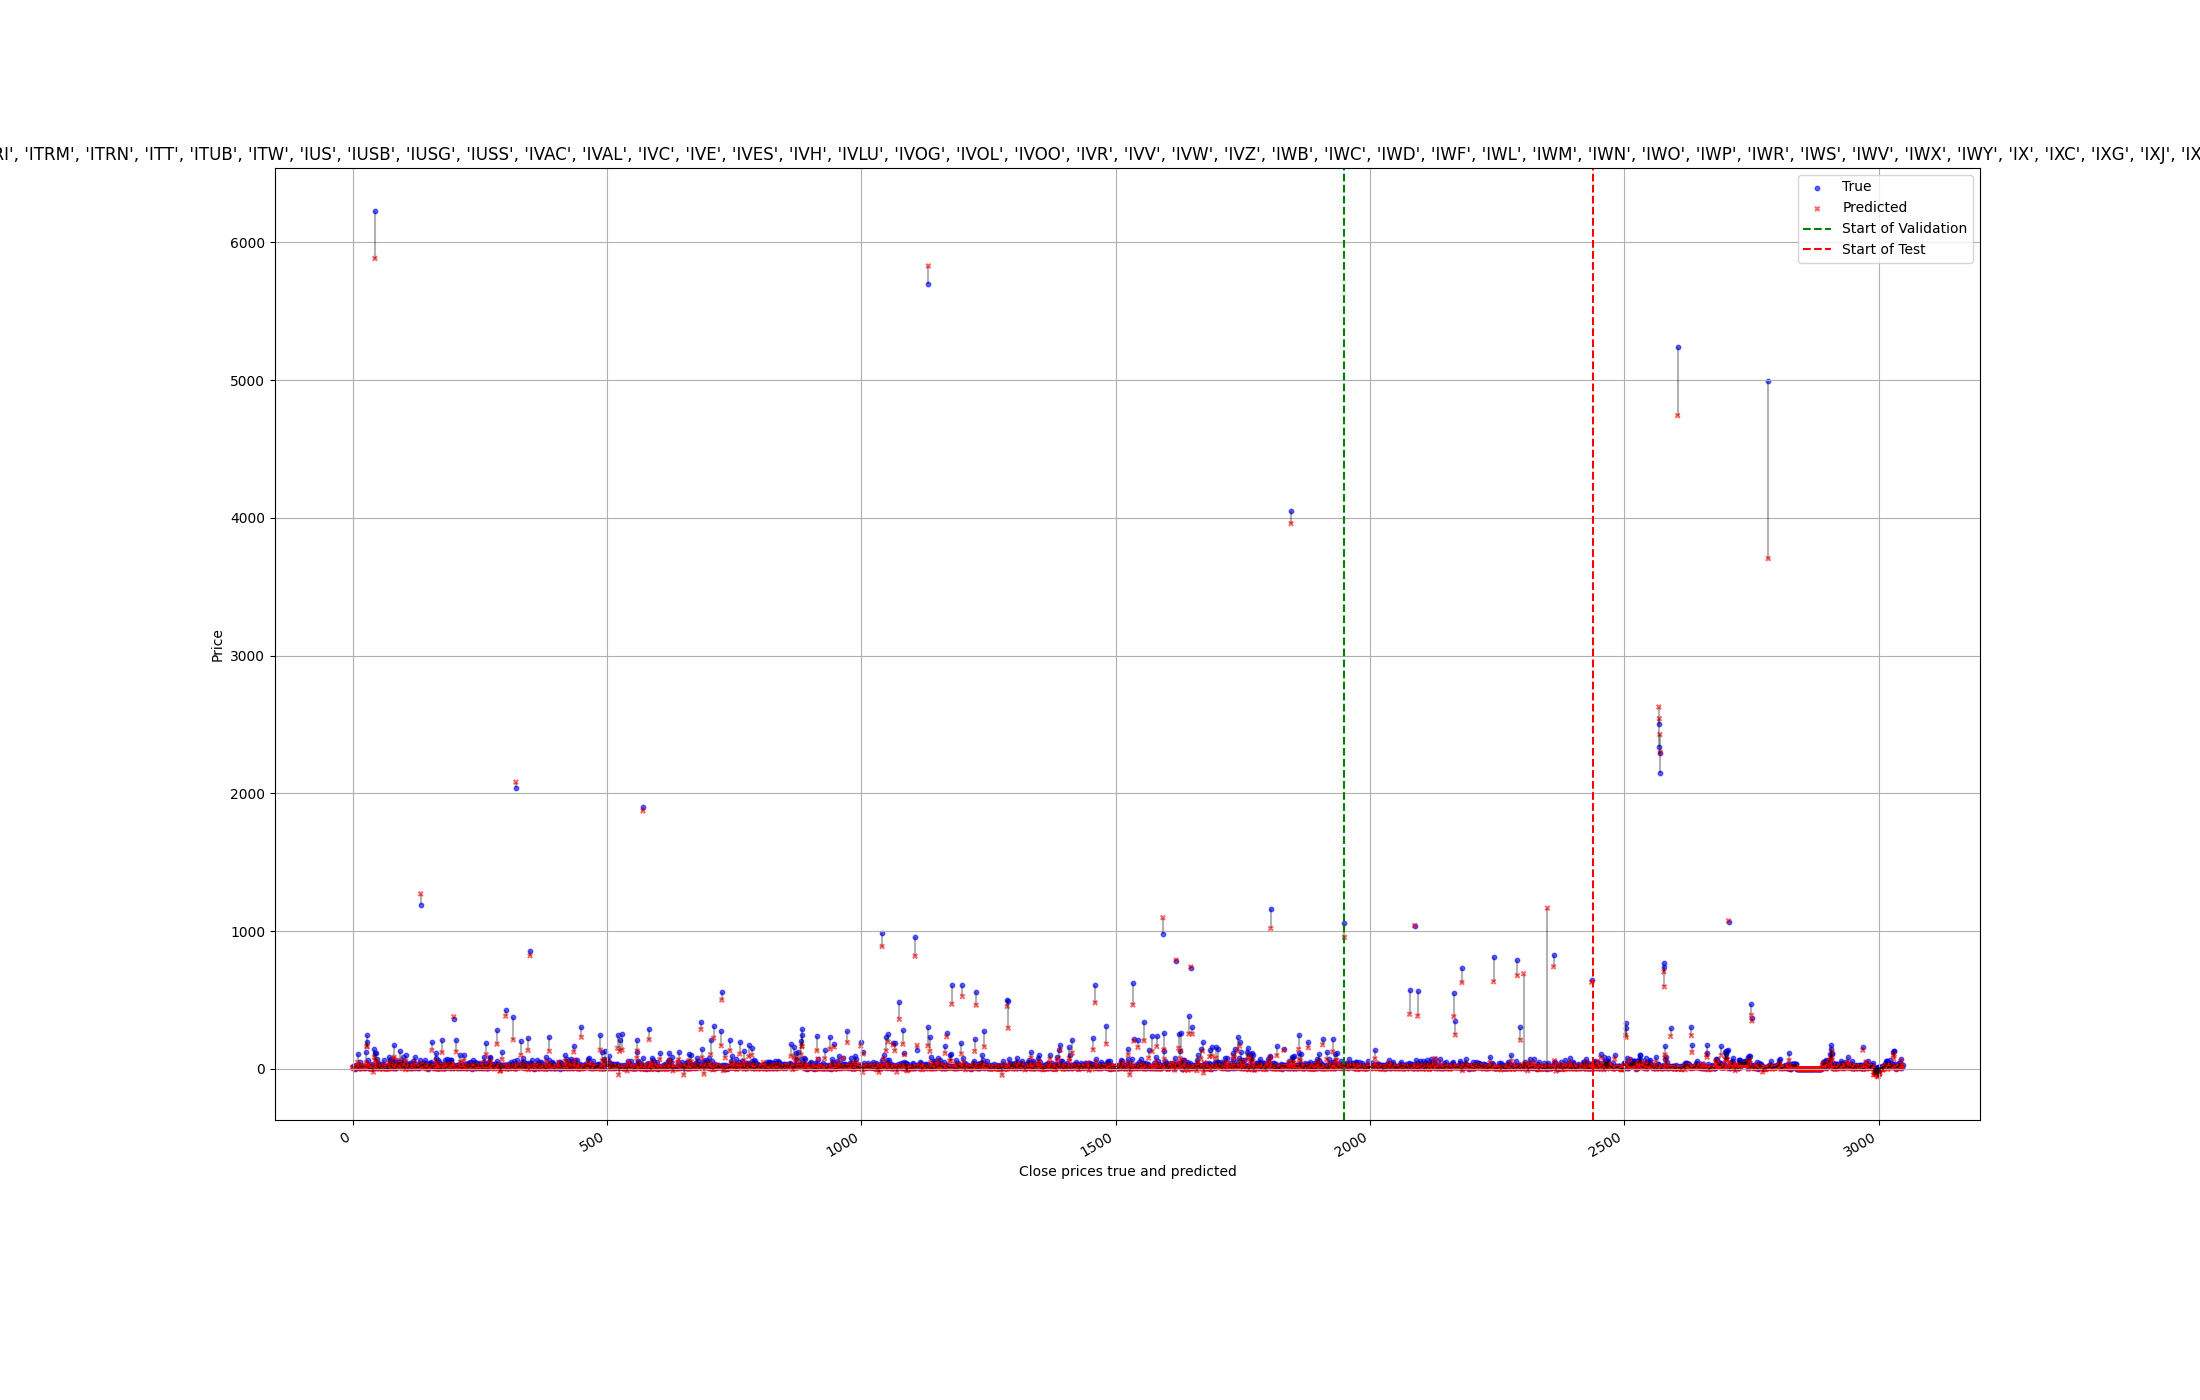 RI', 'ITRM', 'ITRN', 'ITT', 'ITUB', 'ITW', 'IUS', 'IUSB', 'IUSG', 'IUSS', 'IVAC', 'IVAL', 'IVC', 'IVE', 'IVES', 'IVH', 'IVLU', 'IVOG', 'IVOL', 'IVOO', 'IVR', 'IVV', 'IVW', 'IVZ', 'IWB', 'IWC', 'IWD', 'IWF', 'IWL', 'IWM', 'IWN', 'IWO', 'IWP', 'IWR', 'IWS', 'IWV', 'IWX', 'IWY', 'IX', 'IXC', 'IXG', 'IXJ', 'IX
True
Predicted
Start of Validation
Start of Test
6000
5000
4000
3000
2000
1000
0
Price
0
500
1000
1500
2000
2500
3000
Close prices true and predicted